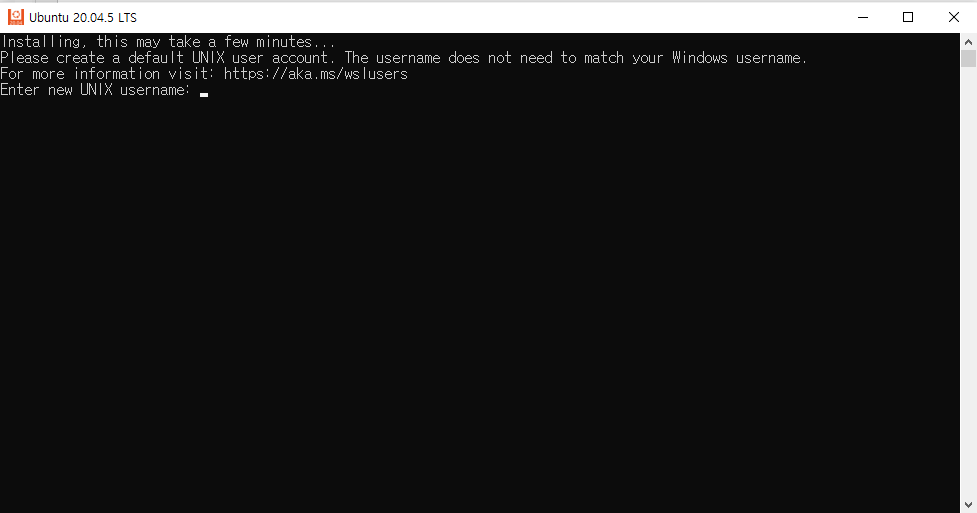 Ubuntu 20.04.5 LTS
Installing, this may take a few minutes...
Please create a default UNIX user account. The username does not need to match your Windows username.
For more information visit: https://aka.ms/wslusers
Enter new UNIX username: